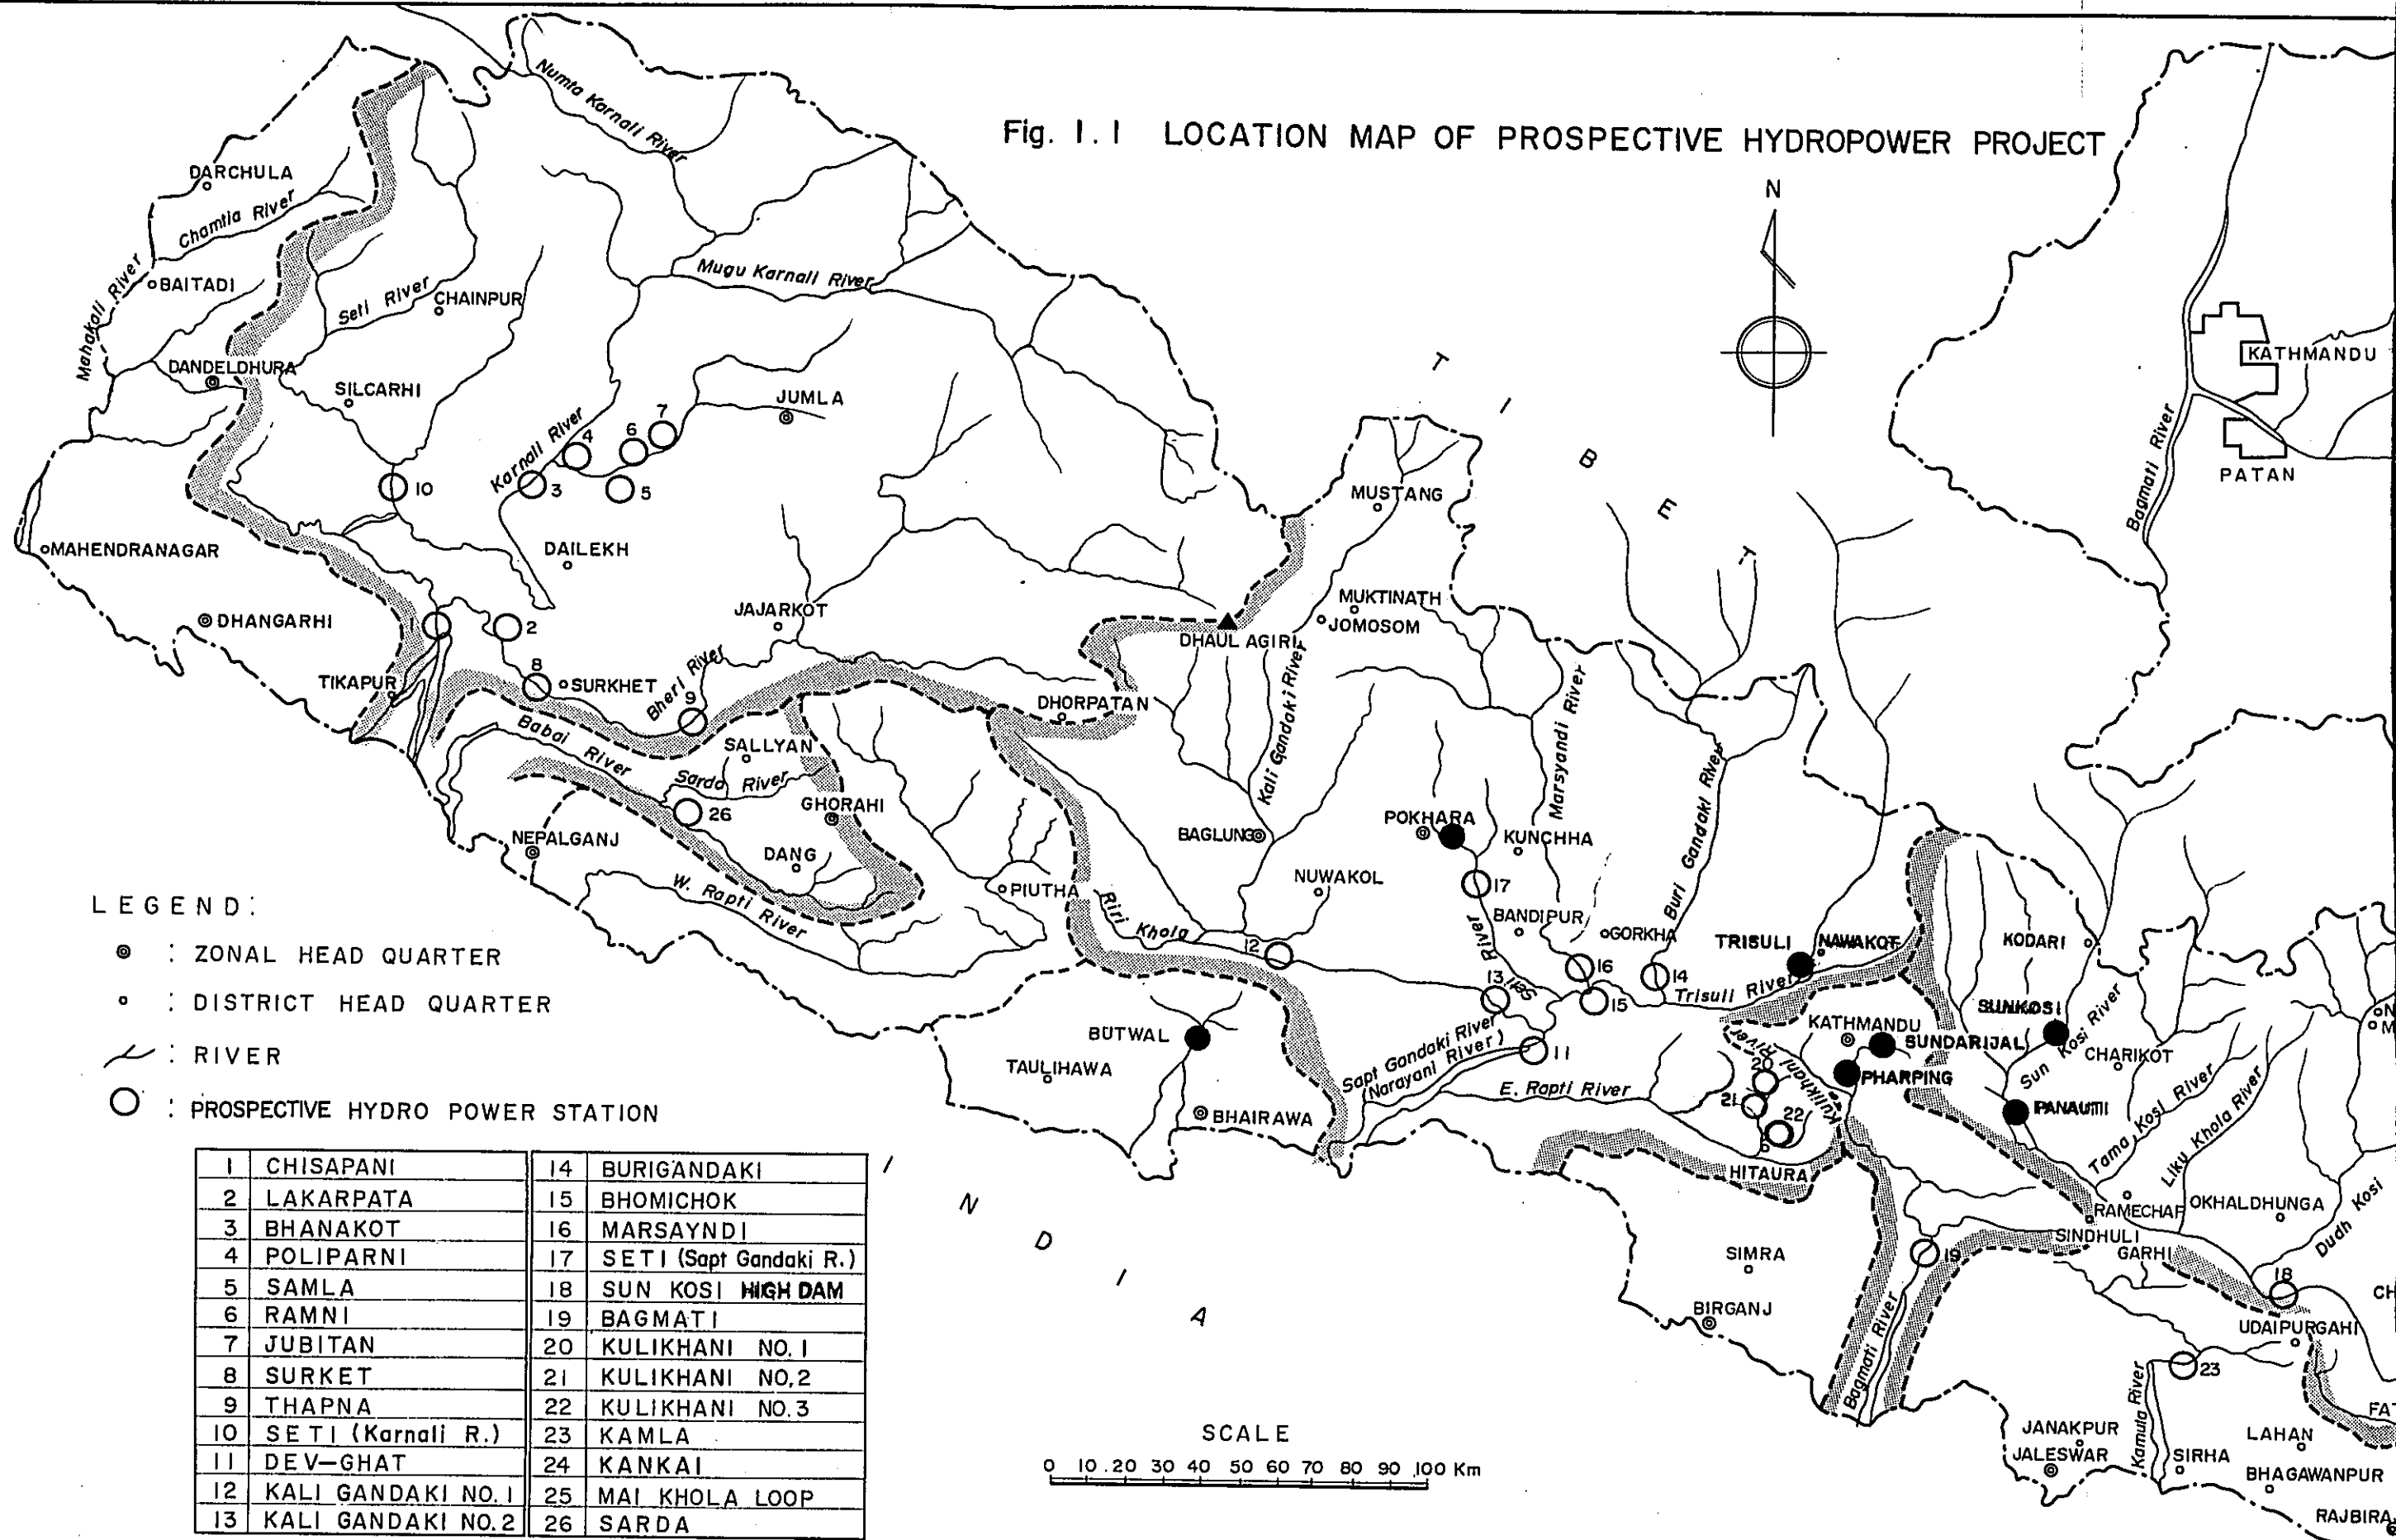 Fig. 1.1 LOCATION MAP OF PROSPECTIVE HYDROPOWER PROJECT
N
Numta Karnali River
DARCHULA
Chamlia River
Mahakali River
BAITADI
Seti River
CHAINPUR
Mugu Karnali River
DANDELDHURA
SILCARHI
JUMLA
Karnali River
4
6
7
3
5
10
MAHENDRANAGAR
DAILEKH
DHANGARHI
1
2
JAJARKOT
TIKAPUR
8
SURKHET
Bheri River
9
Babai River
SALLYAN
Sarda River
26
GHORAHI
NEPALGANJ
DANG
W. Rapti River
PIUTHA
DHORPATAN
DHAUL AGIRI
MUSTANG
MUKTINATH
JOMOSOM
Kali Gandaki River
Marsyandi River
Buri Gandaki River
T I B E T
KATHMANDU
PATAN
Bagmati River
BAGLUNG
POKHARA
KUNCHHA
17
NUWAKOL
BANDIPUR
GORKHA
Riri Khola
12
Seti River
13
16
15
14
TRISULI
NAWAKOT
Trisuli River
KODARI
SUNKOSI
Sun Kosi River
CHARIKOT
KATHMANDU
SUNDARIJAL
PHARPING
PANAUTI
Kulikhani River
20
21
22
BUTWAL
TAULIHAWA
BHAIRAWA
Sapt Gandaki River
(Narayani River)
11
E. Rapti River
HITAURA
Tama Kosi River
Liku Khola River
RAMECHAP
OKHALDHUNGA
Dudh Kosi
SINDHULI
GARHI
SIMRA
BIRGANJ
19
Bagmati River
18
UDAIPURGAHI
23
Kamula River
JANAKPUR
JALESWAR
SIRHA
LAHAN
BHAGAWANPUR
RAJBIRA
CH
FAT
N
M
I N D I A
LEGEND:
: ZONAL HEAD QUARTER
: DISTRICT HEAD QUARTER
: RIVER
: PROSPECTIVE HYDRO POWER STATION
1 CHISAPANI 14 BURIGANDAKI
2 LAKARPATA 15 BHOMICHOK
3 BHANAKOT 16 MARSAYNDI
4 POLIPARNI 17 SETI (Sapt Gandaki R.)
5 SAMLA 18 SUN KOSI HIGH DAM
6 RAMNI 19 BAGMATI
7 JUBITAN 20 KULIKHANI NO.1
8 SURKET 21 KULIKHANI NO.2
9 THAPNA 22 KULIKHANI NO.3
10 SETI (Karnali R.) 23 KAMLA
11 DEV-GHAT 24 KANKAI
12 KALI GANDAKI NO.1 25 MAI KHOLA LOOP
13 KALI GANDAKI NO.2 26 SARDA
SCALE
0 10 20 30 40 50 60 70 80 90 100 Km